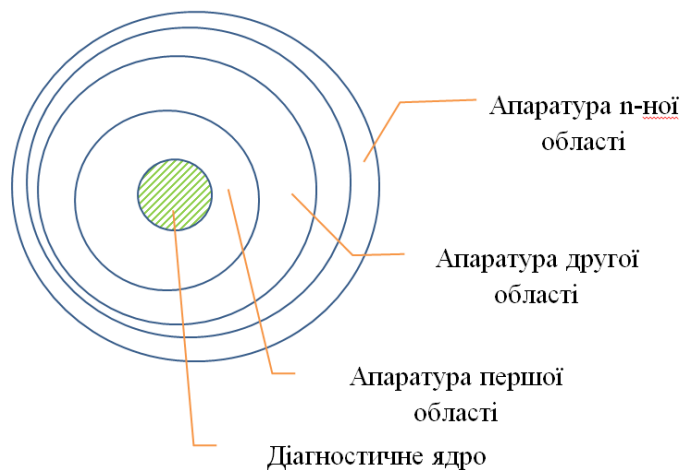 Апаратура n-ної
області
Апаратура другої
області
Апаратура першої
області
Діагностичне ядро